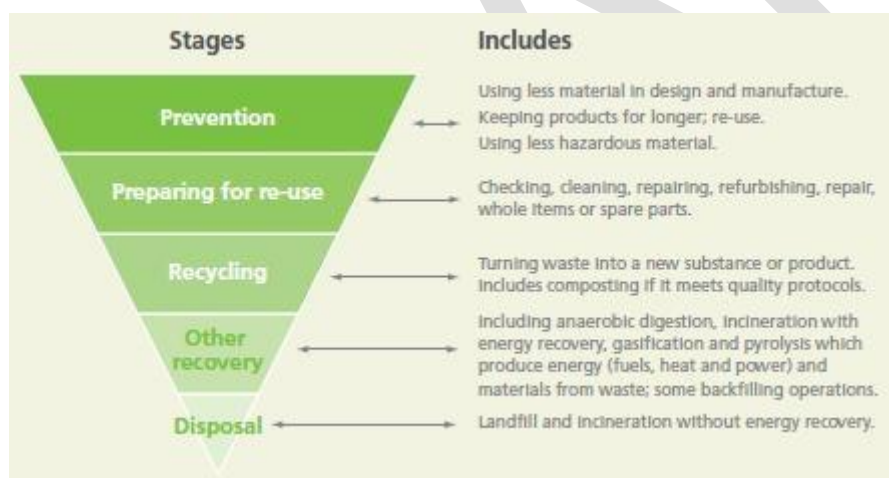 Stages
Includes
Prevention
Using less material in design and manufacture.
Keeping products for longer; re-use.
Using less hazardous material.
Preparing for re-use
Checking, cleaning, repairing, refurbishing, repair,
whole items or spare parts.
Recycling
Turning waste into a new substance or product.
Includes composting if it meets quality protocols.
Other
recovery
Including anaerobic digestion, incineration with
energy recovery, gasification and pyrolysis which
produce energy (fuels, heat and power) and
materials from waste; some backfilling operations.
Disposal
Landfill and incineration without energy recovery.